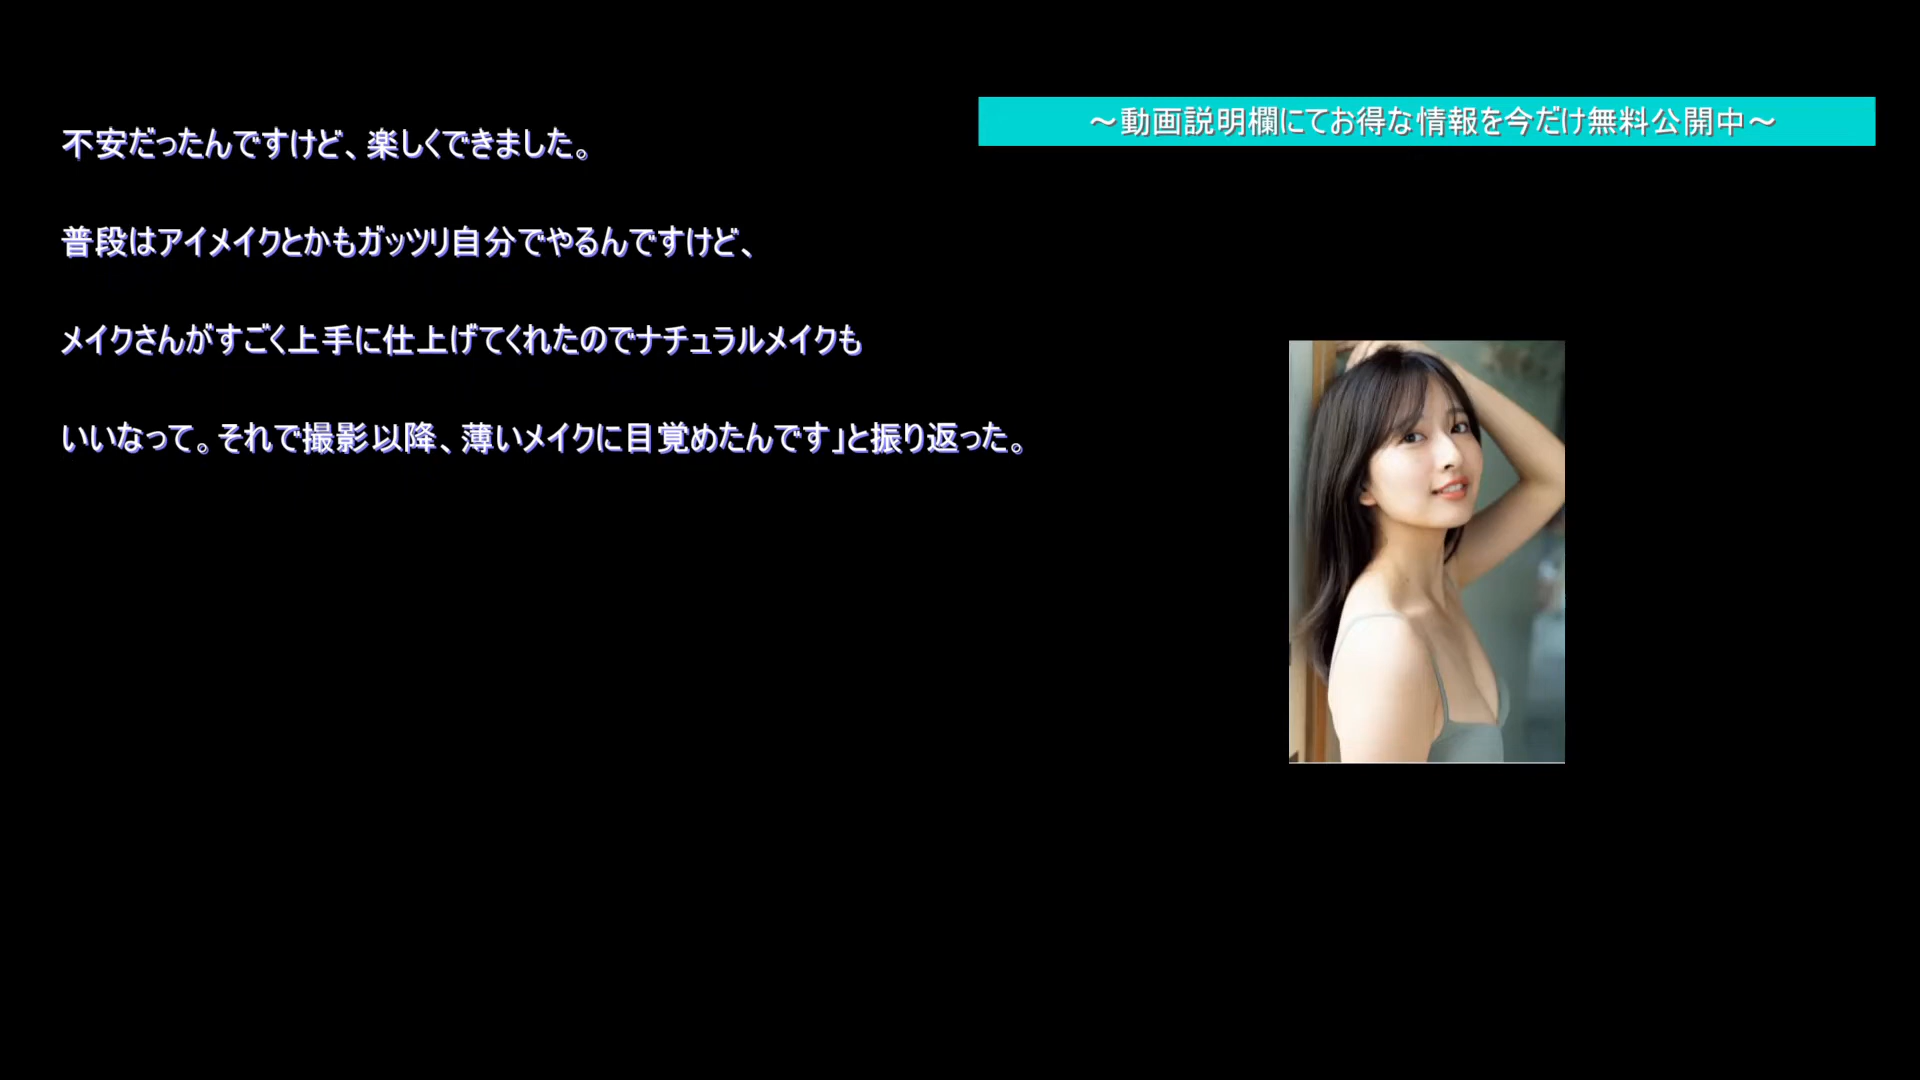 〜動画説明欄にてお得な情報を今だけ無料公開中〜
不安だったんですけど、楽しくできました。
普段はアイメイクとかもガッツリ自分でやるんですけど、
メイクさんがすごく上手に仕上げてくれたのでナチュラルメイクも
いいなって。それで撮影以降、薄いメイクに目覚めたんです」と振り返った。